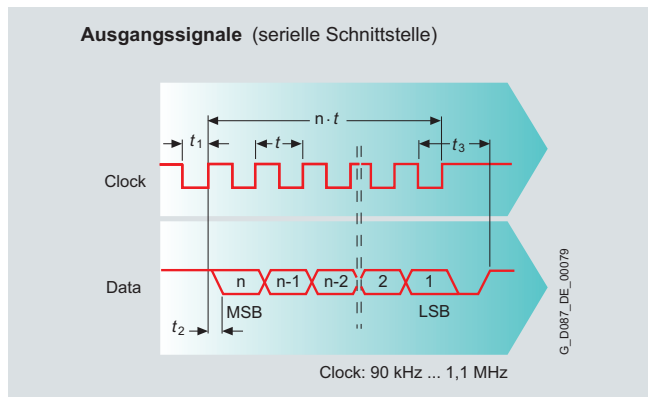 Ausgangssignale (serielle Schnittstelle)
n · t
t1
t
t3
Clock
Data
n
n-1
n-2
2
1
MSB
LSB
t2
G_D087_DE_00079
Clock: 90 kHz ... 1,1 MHz